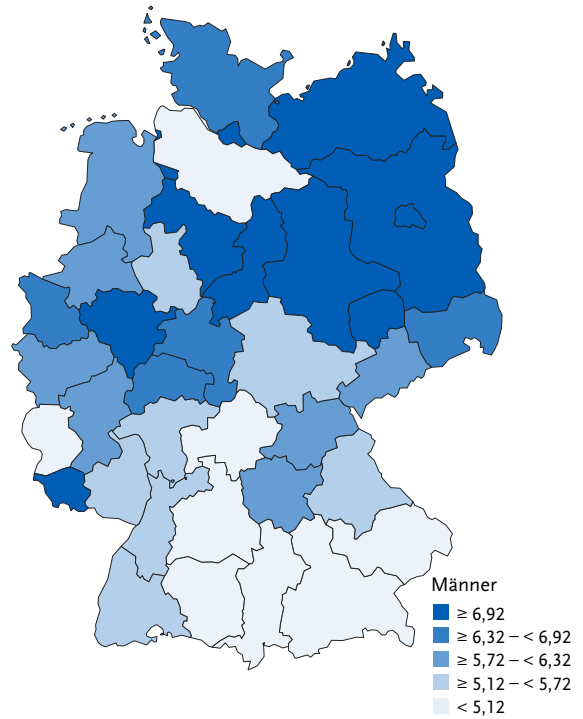 Männer
≥ 6,92
≥ 6,32 – < 6,92
≥ 5,72 – < 6,32
≥ 5,12 – < 5,72
< 5,12